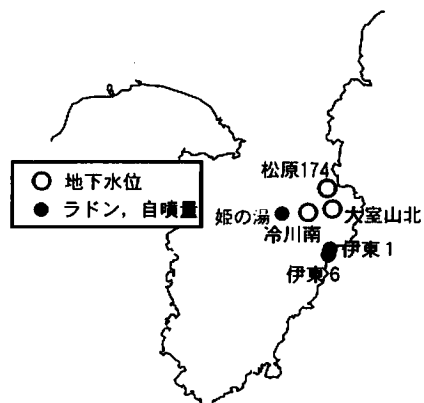 松原174
地下水位
ラドン，自噴量
姫の湯
大室山北
冷川南
伊東1
伊東6